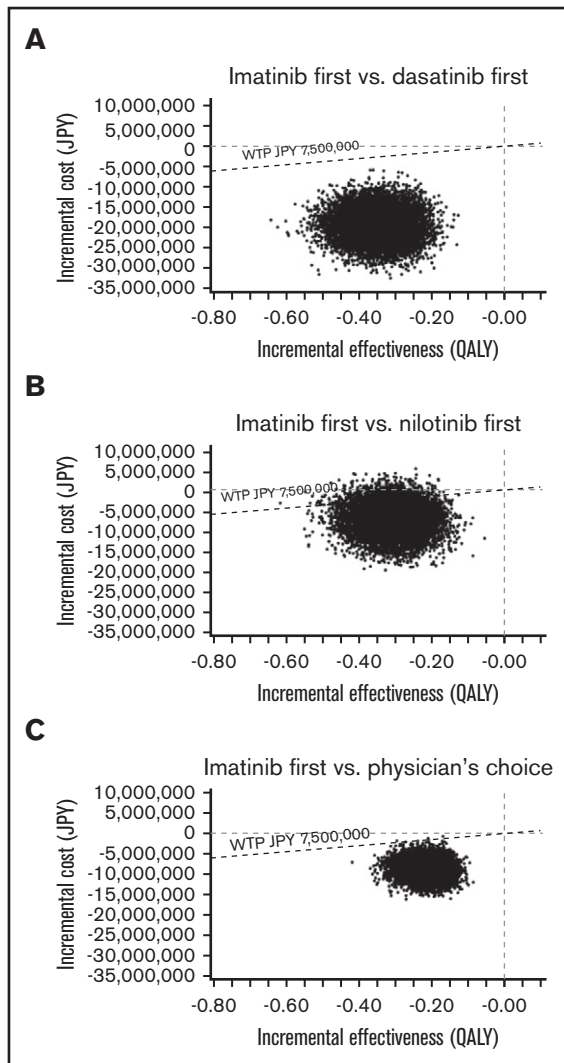 A
Imatinib first vs. dasatinib first
Incremental cost (JPY)
10,000,000
5,000,000
0
-5,000,000
-10,000,000
-15,000,000
-20,000,000
-25,000,000
-30,000,000
-35,000,000
WTP JPY 7,500,000
-0.80 -0.60 -0.40 -0.20 -0.00
Incremental effectiveness (QALY)
B
Imatinib first vs. nilotinib first
Incremental cost (JPY)
10,000,000
5,000,000
0
-5,000,000
-10,000,000
-15,000,000
-20,000,000
-25,000,000
-30,000,000
-35,000,000
WTP JPY 7,500,000
-0.80 -0.60 -0.40 -0.20 -0.00
Incremental effectiveness (QALY)
C
Imatinib first vs. physician's choice
Incremental cost (JPY)
10,000,000
5,000,000
0
-5,000,000
-10,000,000
-15,000,000
-20,000,000
-25,000,000
-30,000,000
-35,000,000
WTP JPY 7,500,000
-0.80 -0.60 -0.40 -0.20 -0.00
Incremental effectiveness (QALY)